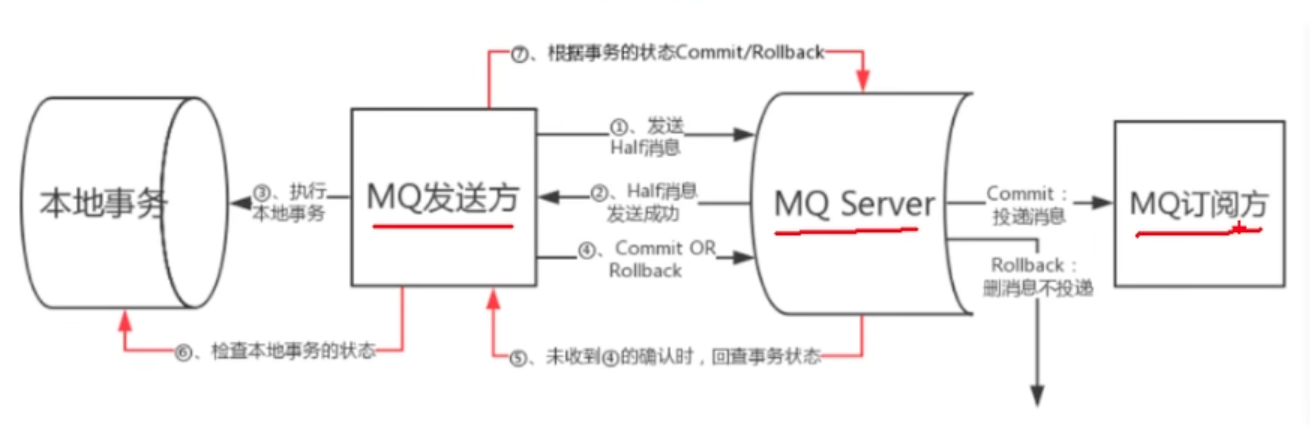 ⑦、根据事务的状态Commit/Rollback
①、发送
Half消息
本地事务
③、执行
本地事务
MQ发送方
②、Half消息
发送成功
MQ Server
Commit：
投递消息
MQ订阅方
④、Commit OR
Rollback
Rollback：
删消息不投递
⑥、检查本地事务的状态
⑤、未收到④的确认时，回查事务状态